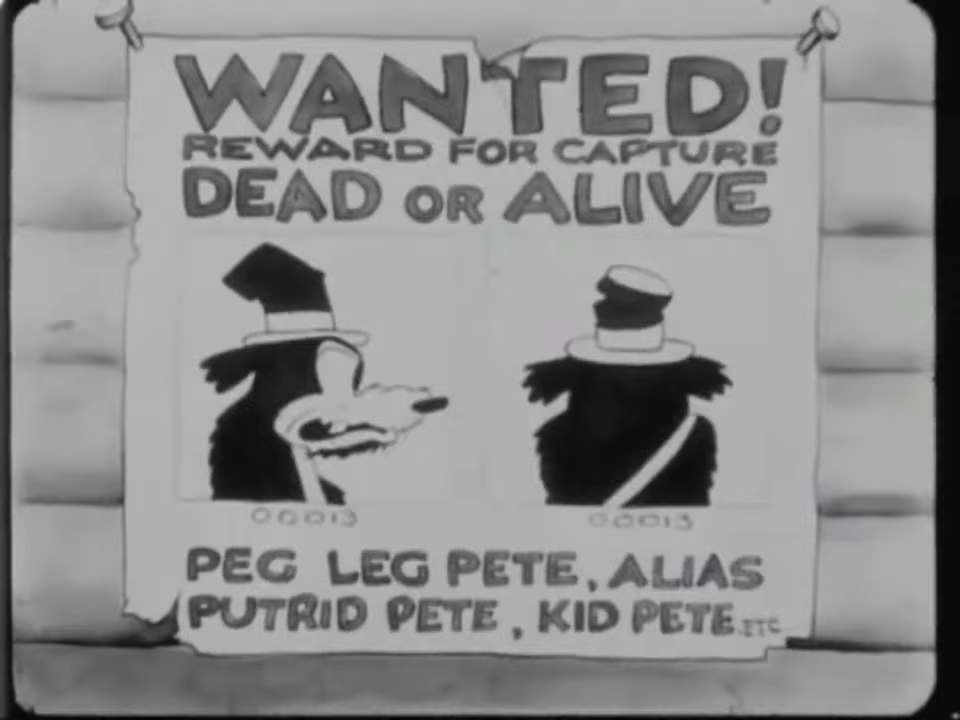 WANTED!
REWARD FOR CAPTURE
DEAD OR ALIVE
00013 00013
PEG LEG PETE, ALIAS
PUTRID PETE, KID PETE.ETC